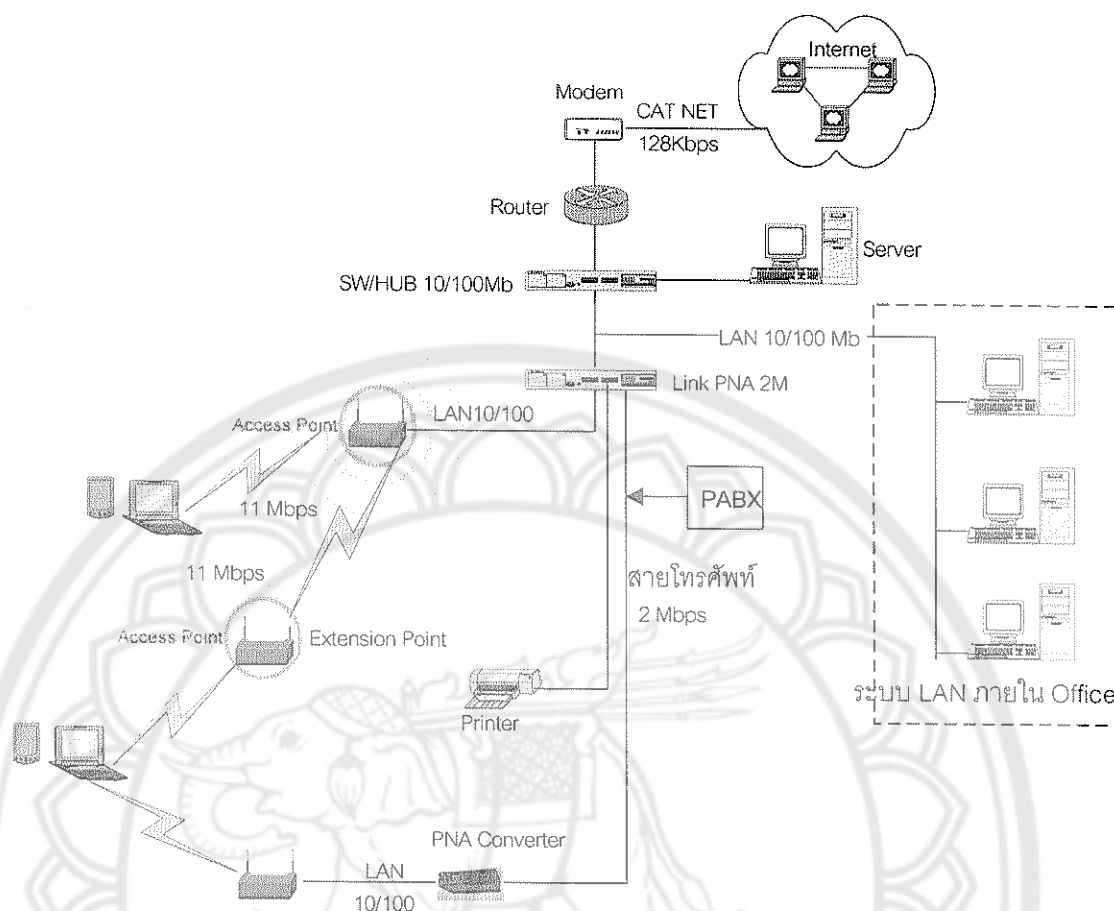 Internet
Modem
CAT NET
128Kbps
Router
Server
SW/HUB 10/100Mb
LAN 10/100 Mb
Link PNA 2M
LAN10/100
Access Point
PABX
11 Mbps
11 Mbps
สายโทรศัพท์
2 Mbps
Access Point
Extension Point
Printer
ระบบ LAN ภายใน Office
PNA Converter
LAN
10/100